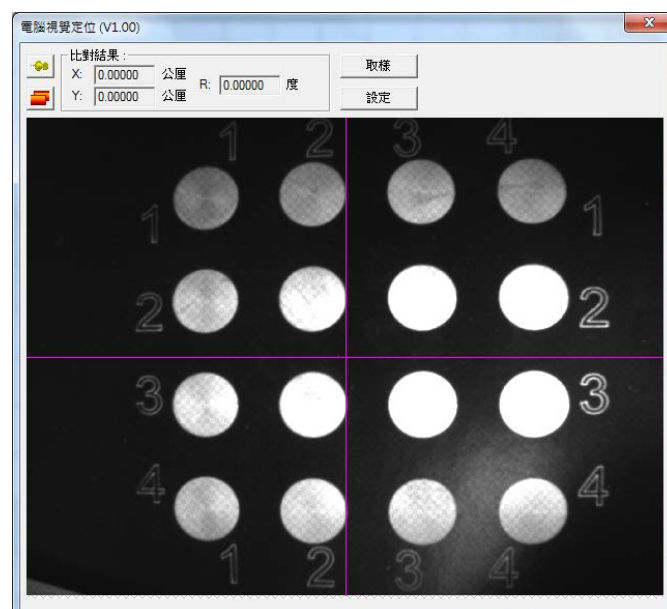 電腦視覺定位 (V1.00)
比對結果 :
X: 0.00000 公厘
Y: 0.00000 公厘
R: 0.00000 度
取樣
設定
1 2 3 4
1 1
2 2
3 3
4 4
1 2 3 4